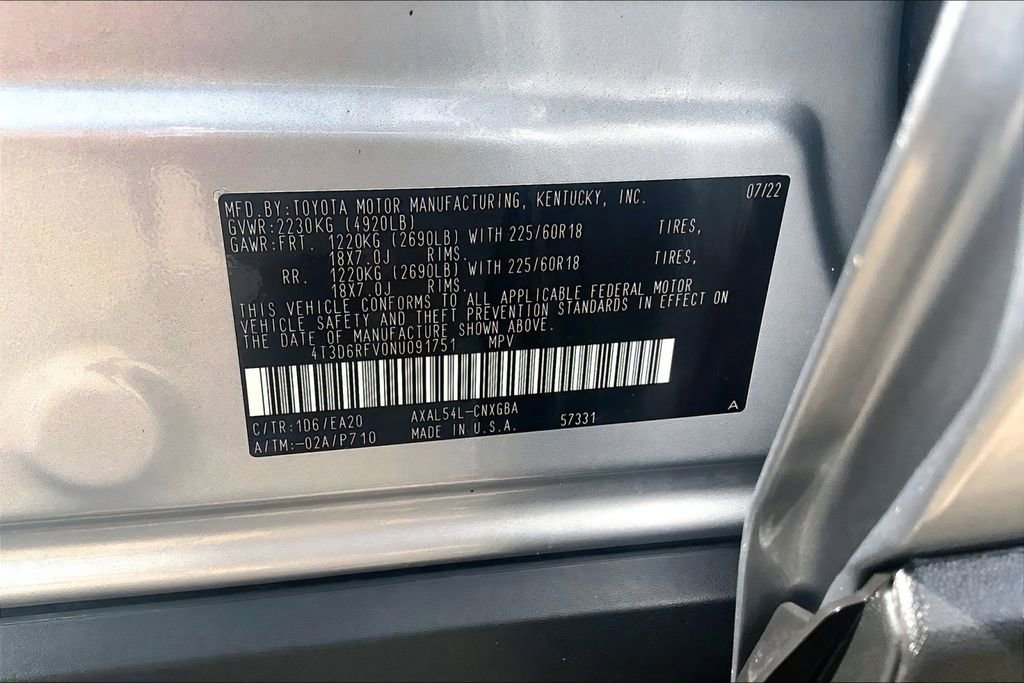 MFD.BY:TOYOTA MOTOR MANUFACTURING, KENTUCKY, INC. 07/22
GVWR:2230KG (4920LB)
GAWR:FRT. 1220KG (2690LB) WITH 225/60R18 TIRES,
18X7.0J RIMS.
RR. 1220KG (2690LB) WITH 225/60R18 TIRES,
18X7.0J RIMS.
THIS VEHICLE CONFORMS TO ALL APPLICABLE FEDERAL MOTOR
VEHICLE SAFETY AND THEFT PREVENTION STANDARDS IN EFFECT ON
THE DATE OF MANUFACTURE SHOWN ABOVE.
4T3D6RFV0NU091751 MPV
C/TR:1D6/EA20 AXAL54L-CNXGBA
A/TM:-02A/P710 MADE IN U.S.A. 57331 A